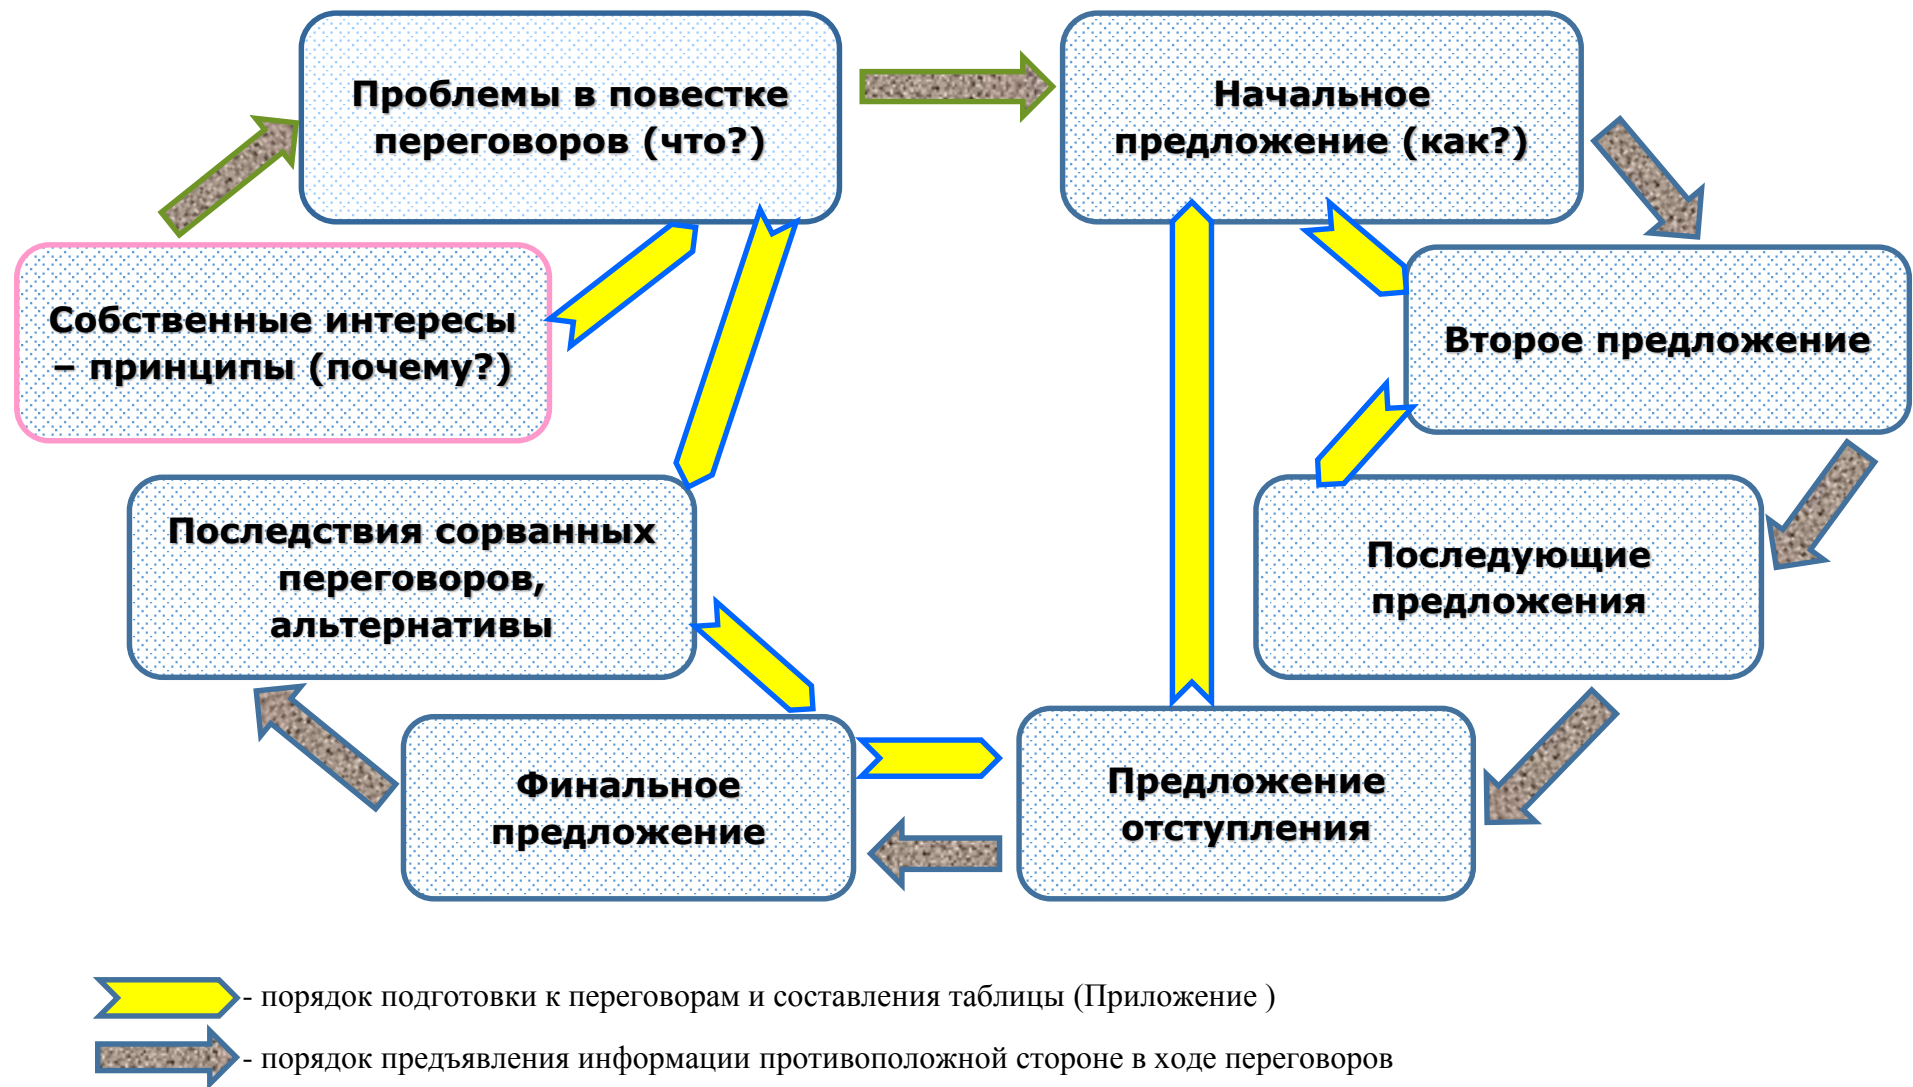 Проблемы в повестке
переговоров (что?)
Начальное
предложение (как?)
Собственные интересы
– принципы (почему?)
Второе предложение
Последствия сорванных
переговоров,
альтернативы
Последующие
предложения
Финальное
предложение
Предложение
отступления
- порядок подготовки к переговорам и составления таблицы (Приложение )
- порядок предъявления информации противоположной стороне в ходе переговоров